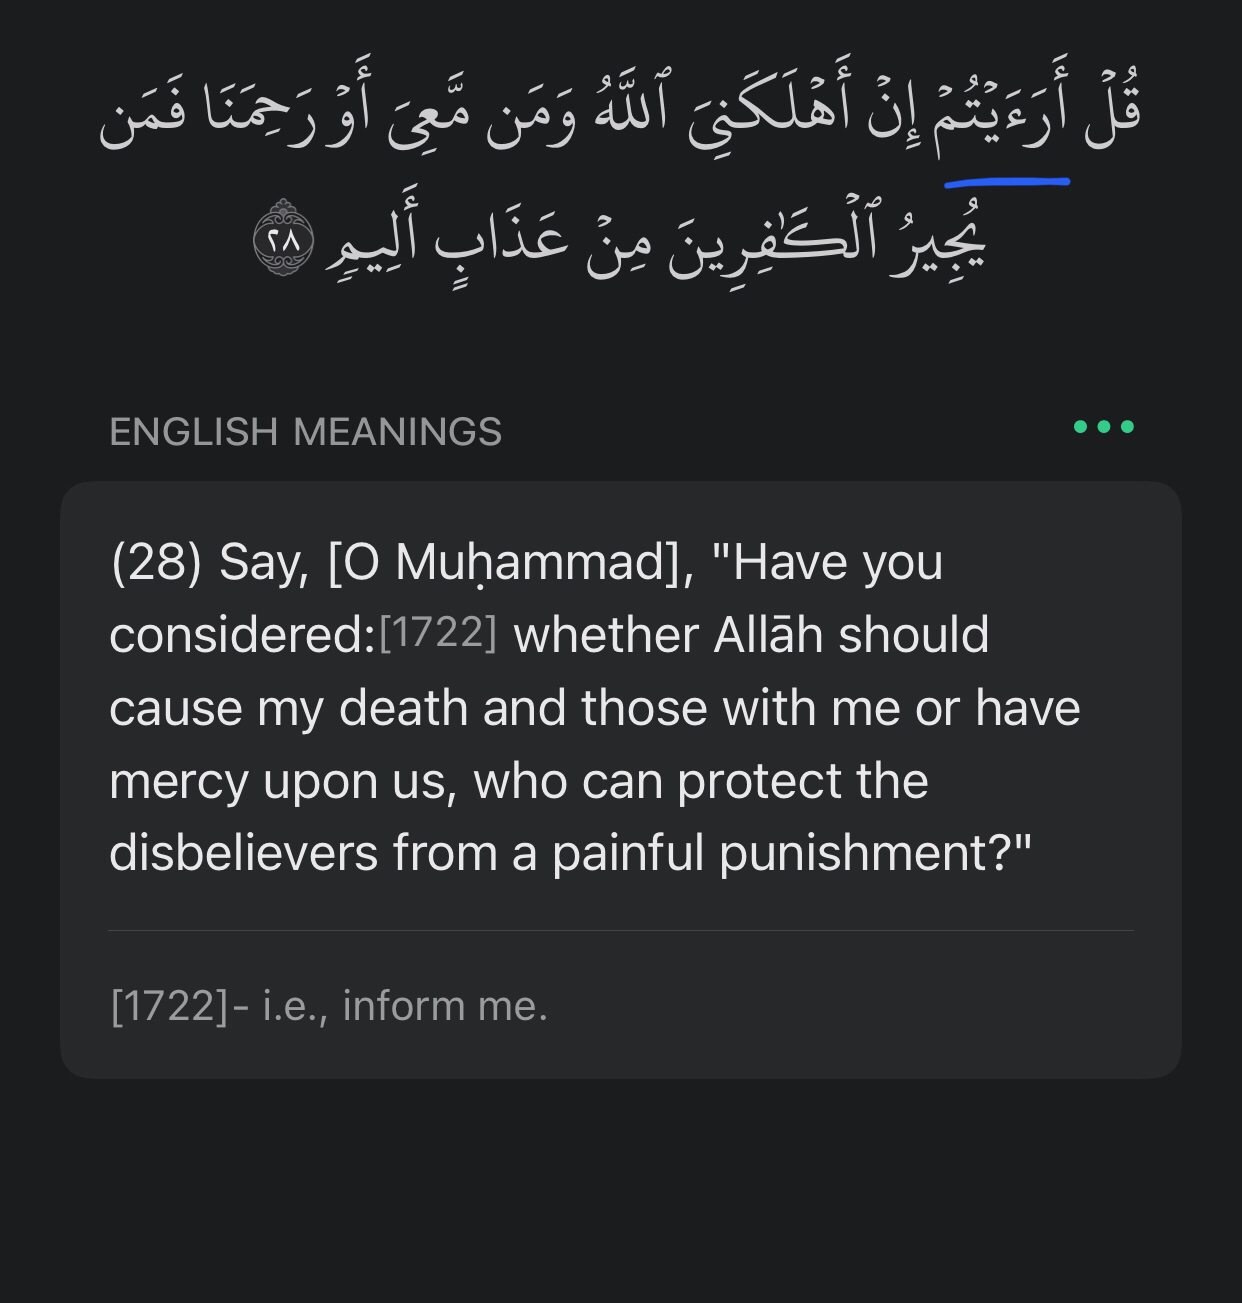 قُلۡ أَرَءَيۡتُمۡ إِنۡ أَهۡلَكَنِيَ ٱللَّهُ وَمَن مَّعِيَ أَوۡ رَحِمَنَا فَمَن
يُجِيرُ ٱلۡكَٰفِرِينَ مِنۡ عَذَابٍ أَلِيمٖ ٢٨
ENGLISH MEANINGS
(28) Say, [O Muḥammad], "Have you
considered:[1722] whether Allāh should
cause my death and those with me or have
mercy upon us, who can protect the
disbelievers from a painful punishment?"
[1722]- i.e., inform me.